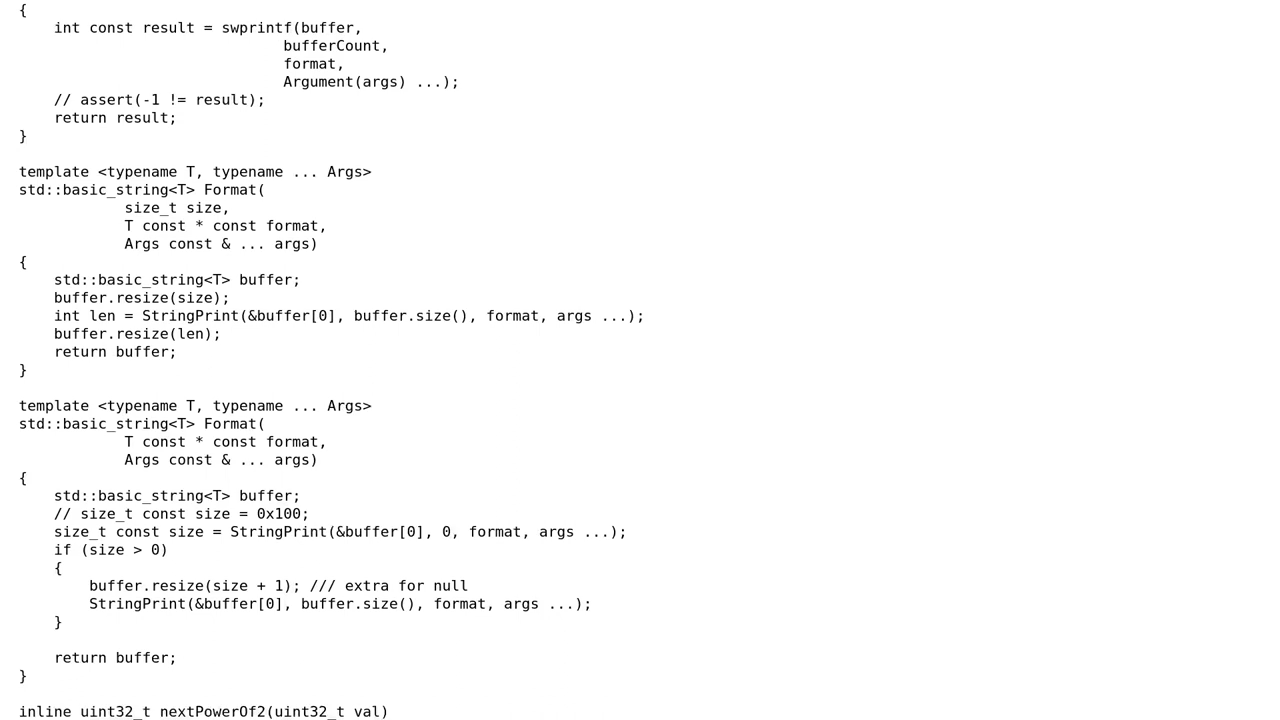 {
    int const result = swprintf(buffer,
                              bufferCount,
                              format,
                              Argument(args) ...);
    // assert(-1 != result);
    return result;
}

template <typename T, typename ... Args>
std::basic_string<T> Format(
            size_t size,
            T const * const format,
            Args const & ... args)
{
    std::basic_string<T> buffer;
    buffer.resize(size);
    int len = StringPrint(&buffer[0], buffer.size(), format, args ...);
    buffer.resize(len);
    return buffer;
}

template <typename T, typename ... Args>
std::basic_string<T> Format(
            T const * const format,
            Args const & ... args)
{
    std::basic_string<T> buffer;
    // size_t const size = 0x100;
    size_t const size = StringPrint(&buffer[0], 0, format, args ...);
    if (size > 0)
    {
        buffer.resize(size + 1); /// extra for null
        StringPrint(&buffer[0], buffer.size(), format, args ...);
    }

    return buffer;
}

inline uint32_t nextPowerOf2(uint32_t val)